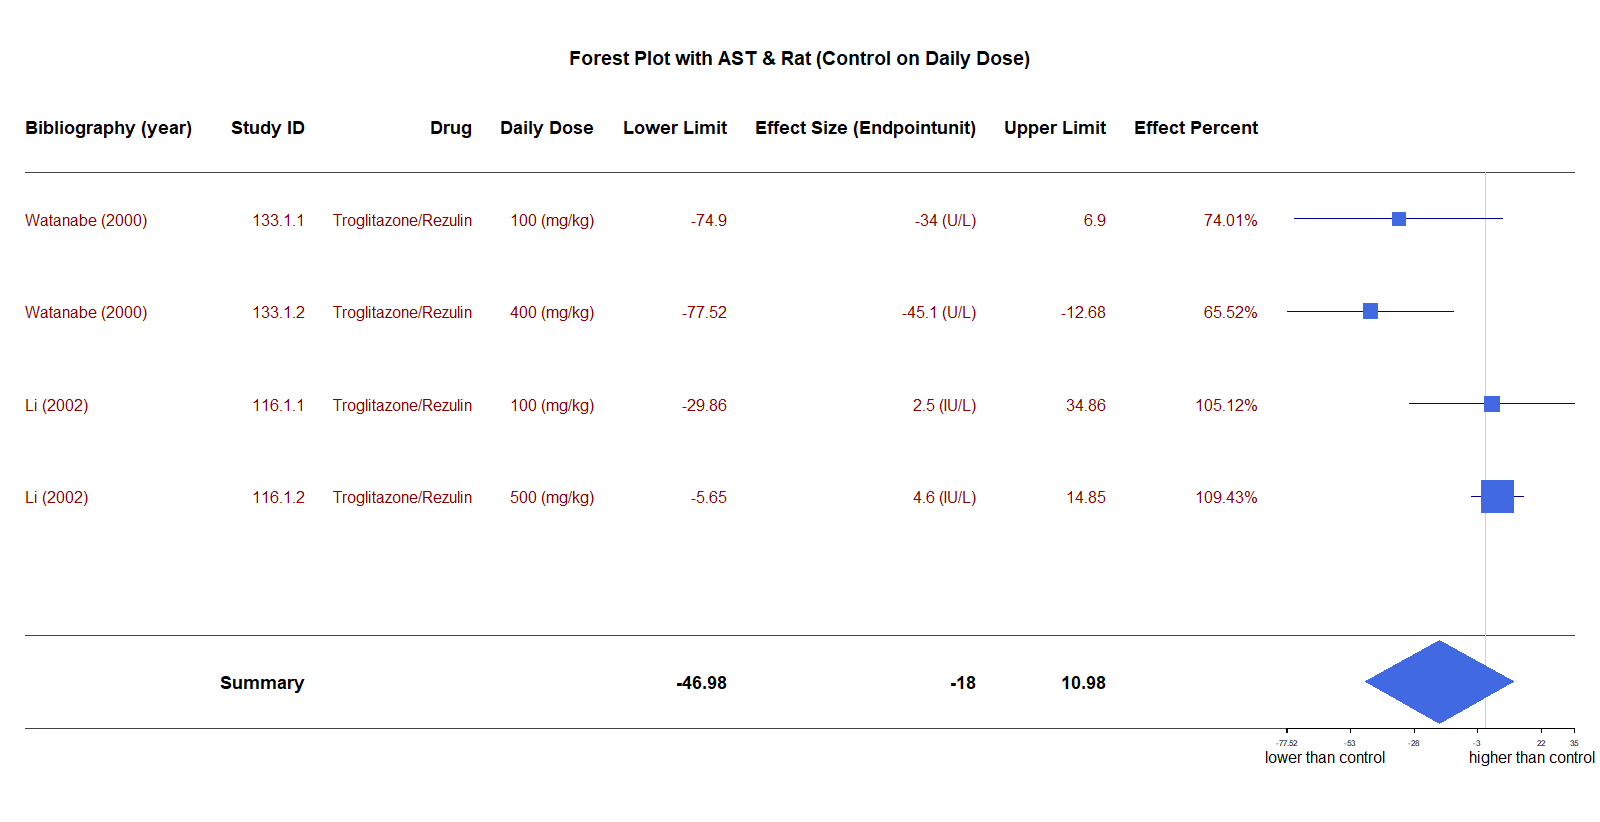 Forest Plot with AST & Rat (Control on Daily Dose)
Bibliography (year) Study ID Drug Daily Dose Lower Limit Effect Size (Endpointunit) Upper Limit Effect Percent
Watanabe (2000) 133.1.1 Troglitazone/Rezulin 100 (mg/kg) -74.9 -34 (U/L) 6.9 74.01%
Watanabe (2000) 133.1.2 Troglitazone/Rezulin 400 (mg/kg) -77.52 -45.1 (U/L) -12.68 65.52%
Li (2002) 116.1.1 Troglitazone/Rezulin 100 (mg/kg) -29.86 2.5 (IU/L) 34.86 105.12%
Li (2002) 116.1.2 Troglitazone/Rezulin 500 (mg/kg) -5.65 4.6 (IU/L) 14.85 109.43%
Summary -46.98 -18 10.98
-77.52 -53 -28 -3 22 35
lower than control higher than control